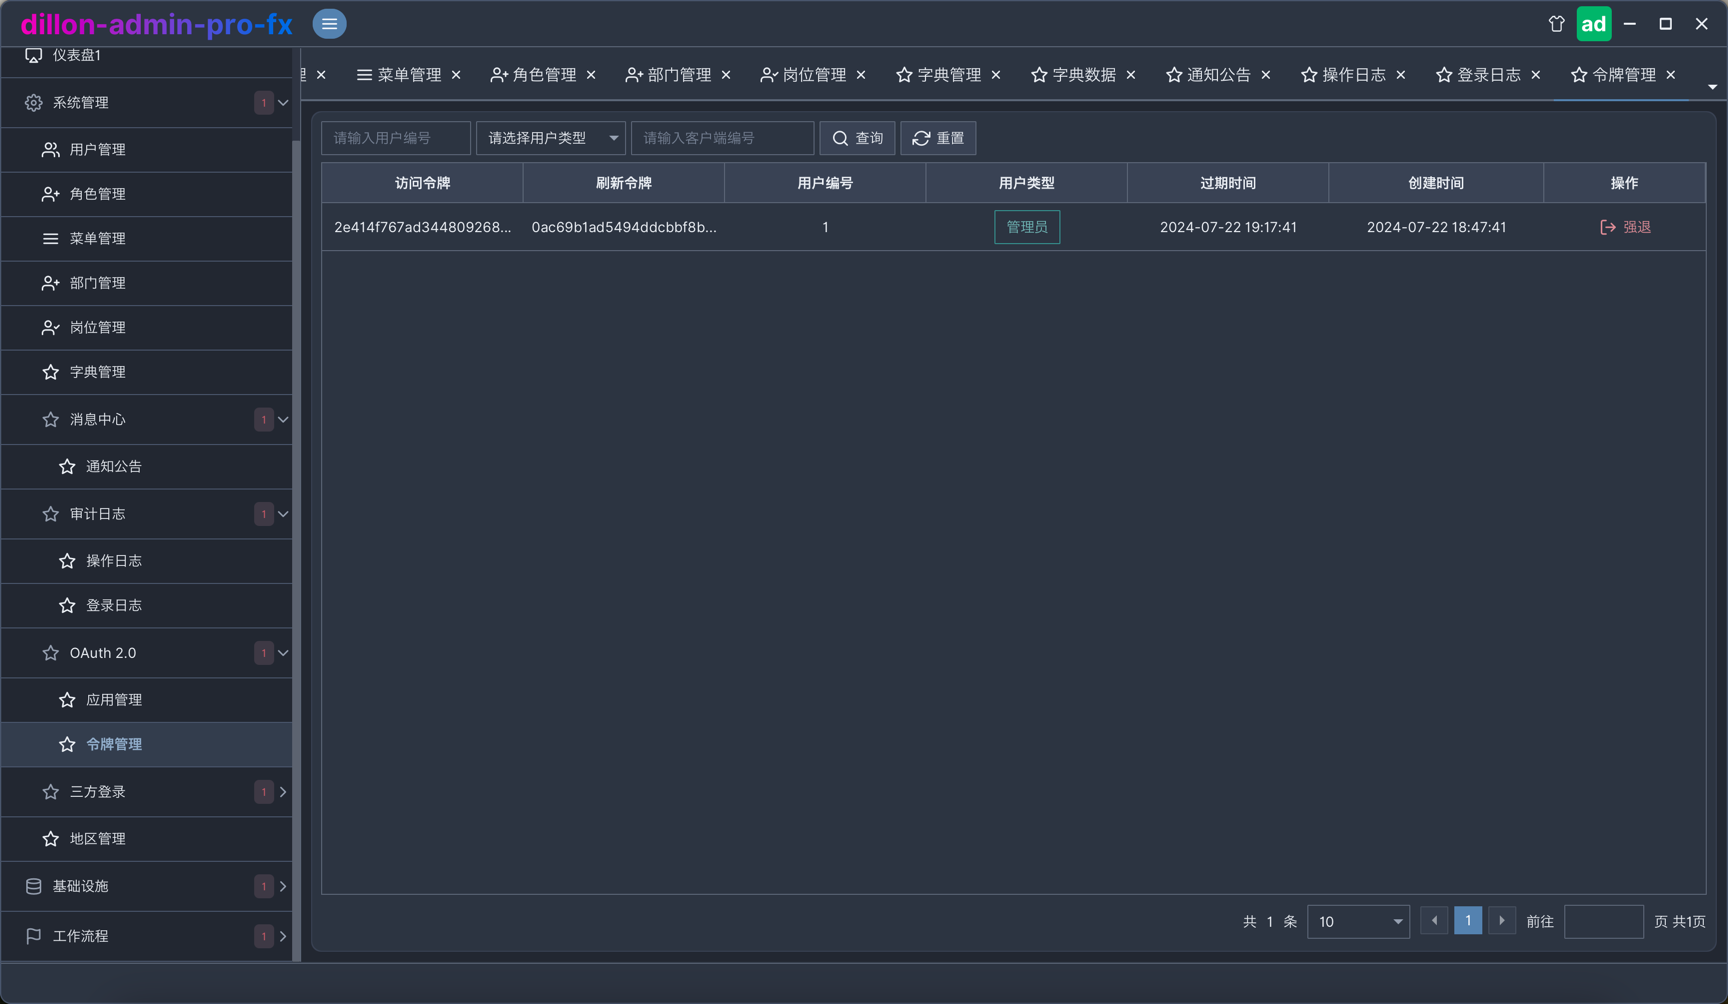 dillon-admin-pro-fx
ad
仪表盘1
系统管理 1
用户管理
角色管理
菜单管理
部门管理
岗位管理
字典管理
消息中心 1
通知公告
审计日志 1
操作日志
登录日志
OAuth 2.0 1
应用管理
令牌管理
三方登录 1
地区管理
基础设施 1
工作流程 1
菜单管理 角色管理 部门管理 岗位管理 字典管理 字典数据 通知公告 操作日志 登录日志 令牌管理
请输入用户编号 请选择用户类型 请输入客户端编号 查询 重置
访问令牌 刷新令牌 用户编号 用户类型 过期时间 创建时间 操作
2e414f767ad344809268... 0ac69b1ad5494ddcbbf8b... 1 管理员 2024-07-22 19:17:41 2024-07-22 18:47:41 强退
共 1 条 10 1 前往 页 共1页